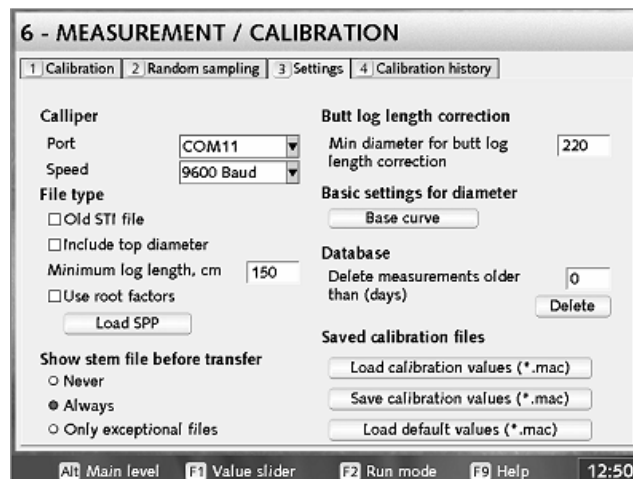 6 - MEASUREMENT / CALIBRATION
1 Calibration 2 Random sampling 3 Settings 4 Calibration history
Calliper
Port COM11
Speed 9600 Baud
File type
Old STI file
Include top diameter
Minimum log length, cm 150
Use root factors
Load SPP
Show stem file before transfer
Never
Always
Only exceptional files
Butt log length correction
Min diameter for butt log 220
length correction
Basic settings for diameter
Base curve
Database
Delete measurements older 0
than (days)
Delete
Saved calibration files
Load calibration values (*.mac)
Save calibration values (*.mac)
Load default values (*.mac)
Alt Main level F1 Value slider F2 Run mode F9 Help 12:50